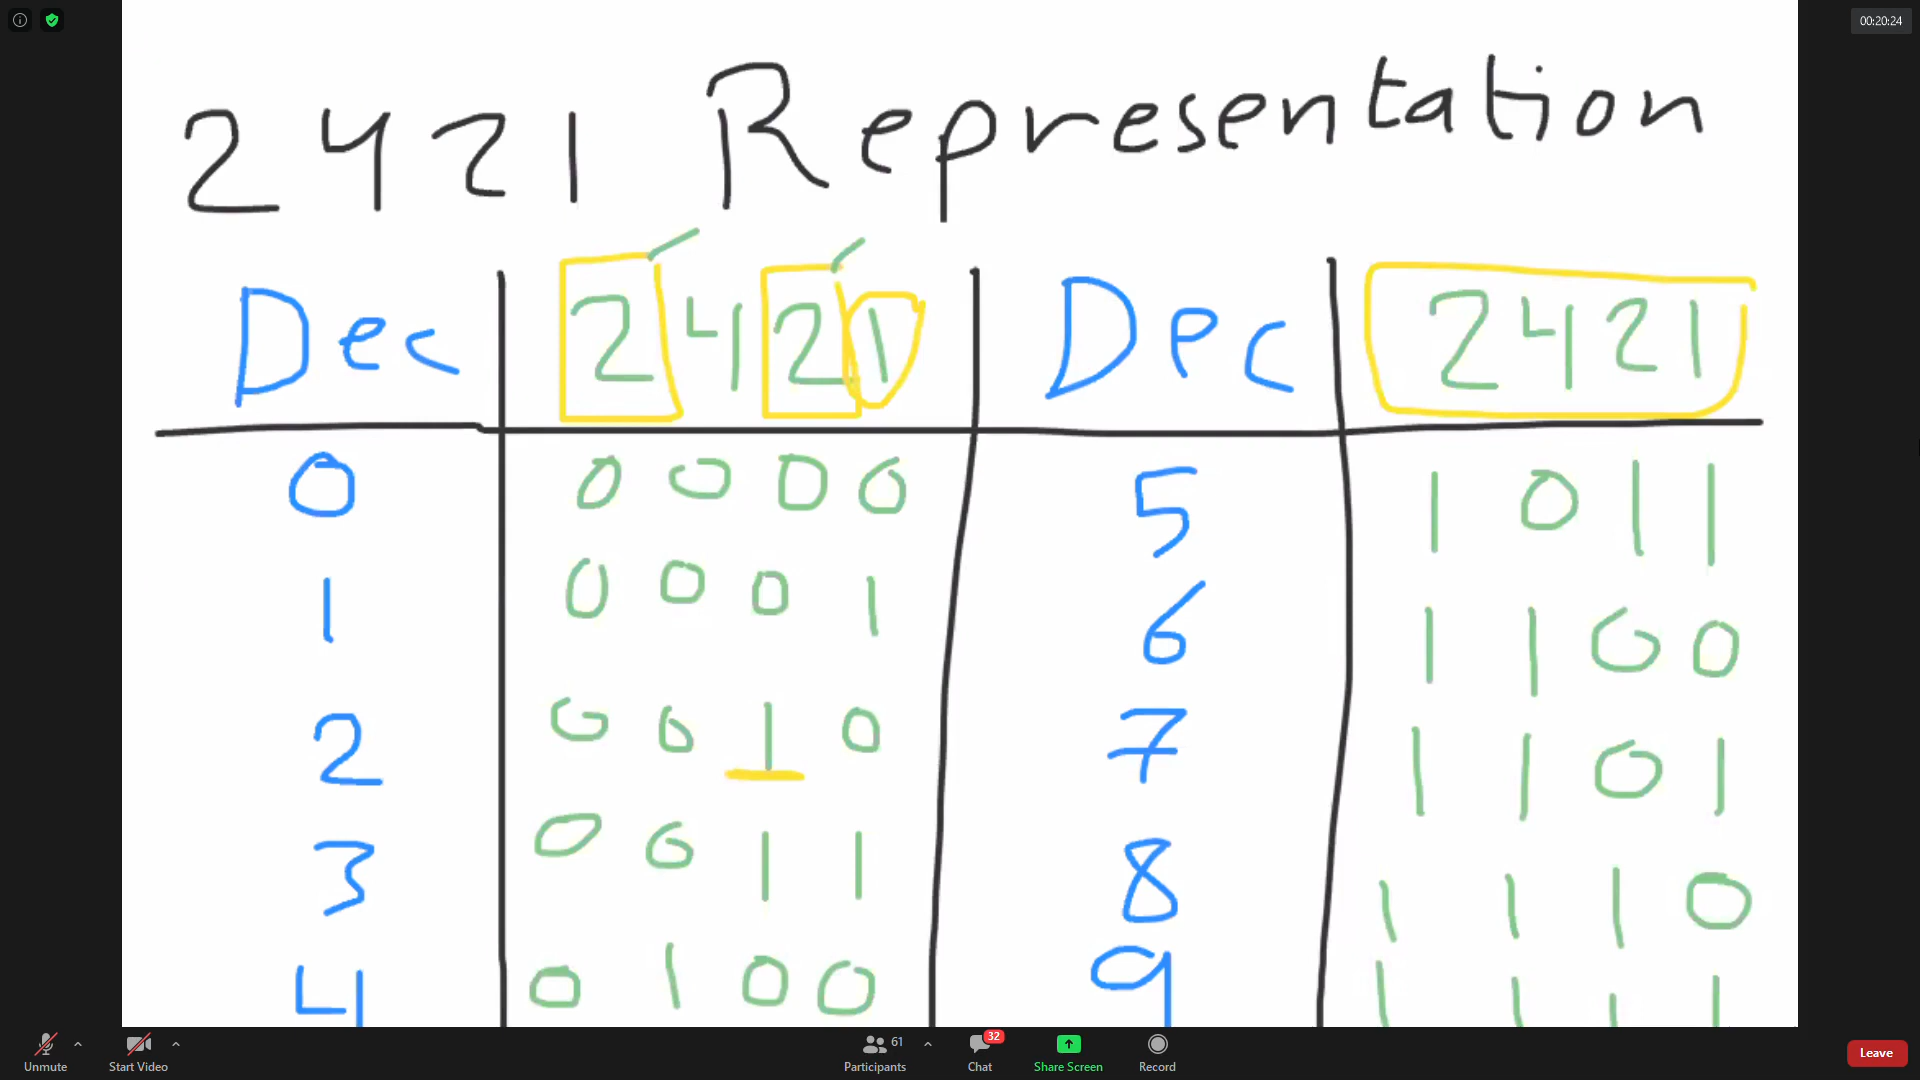 00:20:24
2421 Representation
Dec 2421 Dec 2421
0 0000 5 1011
1 0001 6 1100
2 0010 7 1101
3 0011 8 1110
4 0100 9 1111
Unmute Start Video 61 Participants 32 Chat Share Screen Record Leave